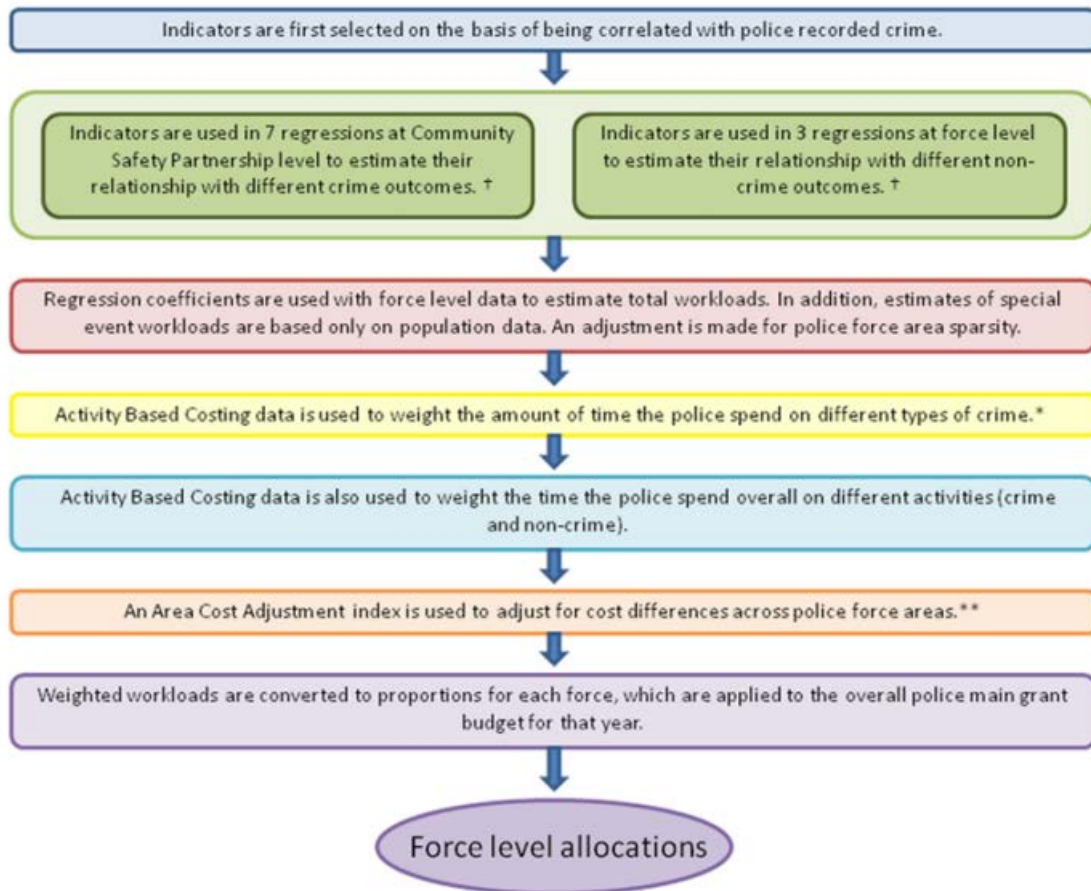 Indicators are first selected on the basis of being correlated with police recorded crime.
Indicators are used in 7 regressions at Community
Safety Partnership level to estimate their
relationship with different crime outcomes. †
Indicators are used in 3 regressions at force level
to estimate their relationship with different non-
crime outcomes. †
Regression coefficients are used with force level data to estimate total workloads. In addition, estimates of special
event workloads are based only on population data. An adjustment is made for police force area sparsity.
Activity Based Costing data is used to weight the amount of time the police spend on different types of crime.*
Activity Based Costing data is also used to weight the time the police spend overall on different activities (crime
and non-crime).
An Area Cost Adjustment index is used to adjust for cost differences across police force areas.**
Weighted workloads are converted to proportions for each force, which are applied to the overall police main grant
budget for that year.
Force level allocations